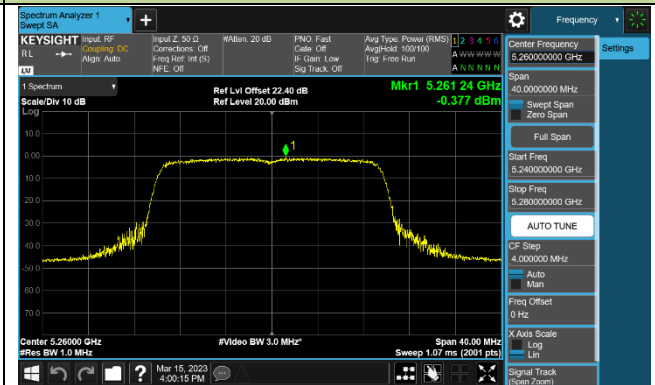 Spectrum Analyzer 1
Swept SA
+
Frequency
KEYSIGHT
RL
LXI
Input: RF
Coupling: DC
Align: Auto
Input Z: 50 Ω
Corrections: Off
Freq Ref: Int (S)
NFE: Off
#Atten: 20 dB
PNO: Fast
Gate: Off
IF Gain: Low
Sig Track: Off
Avg Type: Power (RMS)
Avg|Hold: 100/100
Trig: Free Run
1 2 3 4 5 6
A W W W W W
A N N N N N
1 Spectrum
Scale/Div 10 dB
Log
Ref Lvl Offset 22.40 dB
Ref Level 20.00 dBm
Mkr1 5.261 24 GHz
-0.377 dBm
1
10.0
0.00
-10.0
-20.0
-30.0
-40.0
-50.0
-60.0
-70.0
Center 5.26000 GHz
#Res BW 1.0 MHz
#Video BW 3.0 MHz*
Span 40.00 MHz
Sweep 1.07 ms (2001 pts)
Mar 15, 2023
4:00:15 PM
?
Settings
Center Frequency
5.260000000 GHz
Span
40.0000000 MHz
Swept Span
Zero Span
Full Span
Start Freq
5.240000000 GHz
Stop Freq
5.280000000 GHz
AUTO TUNE
CF Step
4.000000 MHz
Auto
Man
Freq Offset
0 Hz
X Axis Scale
Log
Lin
Signal Track
(Span Zoom)